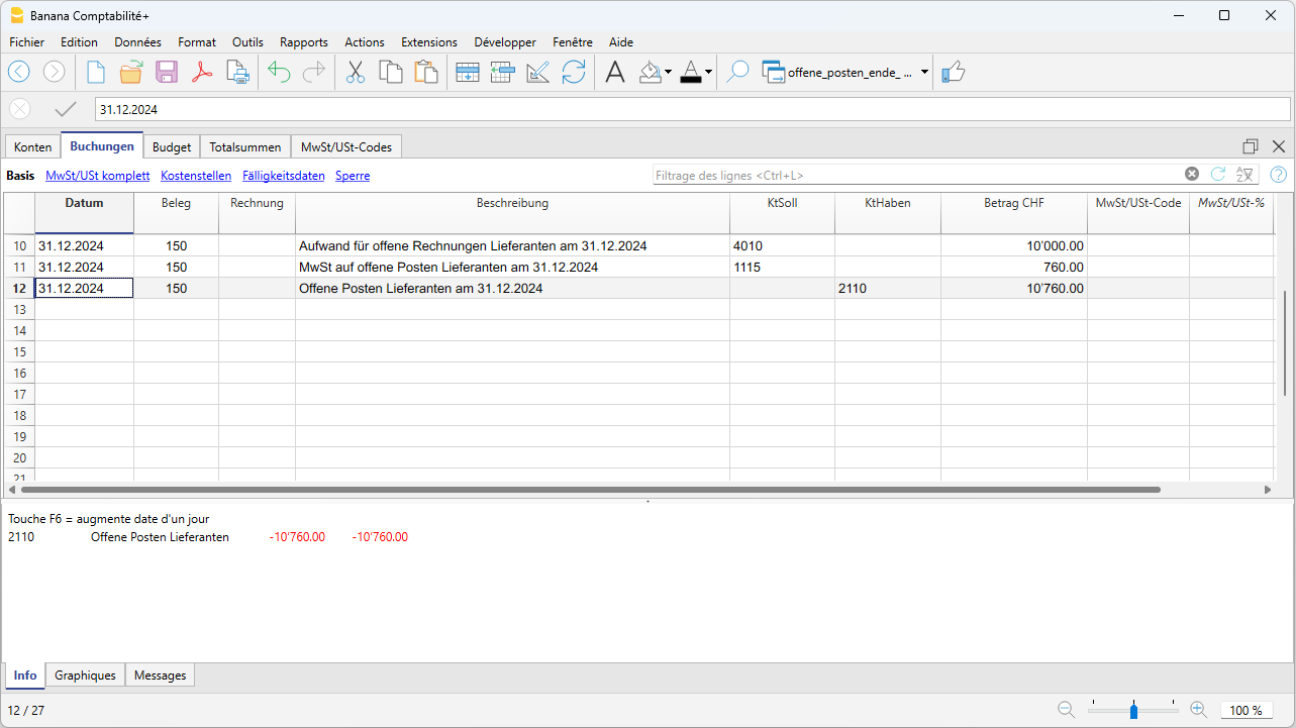 Banana Comptabilité+
Fichier Edition Données Format Outils Rapports Actions Extensions Développer Fenêtre Aide
offene_posten_ende_ ...
31.12.2024
Konten Buchungen Budget Totalsummen MwSt/USt-Codes
Basis MwSt/USt komplett Kostenstellen Fälligkeitsdaten Sperre Filtrage des lignes <Ctrl+L>
Datum Beleg Rechnung Beschreibung KtSoll KtHaben Betrag CHF MwSt/USt-Code MwSt/USt-%
10 31.12.2024 150 Aufwand für offene Rechnungen Lieferanten am 31.12.2024 4010 10'000.00
11 31.12.2024 150 MwSt auf offene Posten Lieferanten am 31.12.2024 1115 760.00
12 31.12.2024 150 Offene Posten Lieferanten am 31.12.2024 2110 10'760.00
13
14
15
16
17
18
19
20
21
Touche F6 = augmente date d'un jour
2110 Offene Posten Lieferanten -10'760.00 -10'760.00
Info Graphiques Messages
12 / 27 100 %